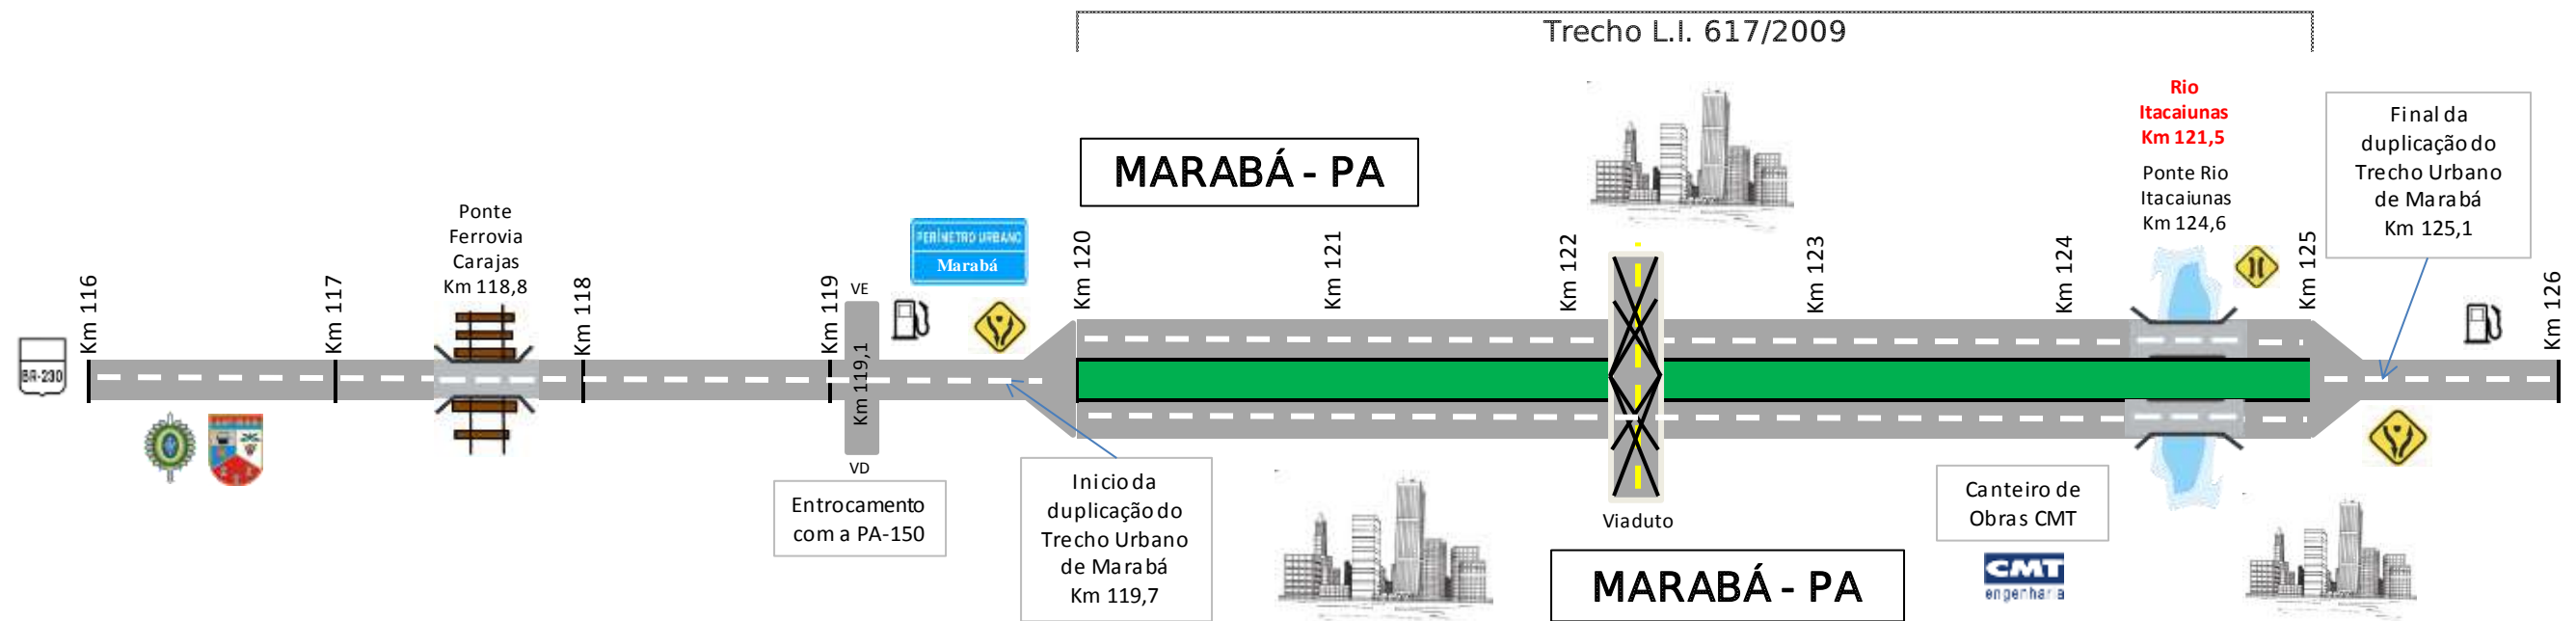 Trecho L.I. 617/2009
MARABÁ - PA
Rio
Itacaiunas
Km 121,5
Ponte Rio
Itacaiunas
Km 124,6
Final da
duplicação do
Trecho Urbano
de Marabá
Km 125,1
Ponte
Ferrovia
Carajas
Km 118,8
PERÍMETRO URBANO
Marabá
BR-230
Km 116
Km 117
Km 118
Km 119
VE
Km 119,1
VD
Km 120
Km 121
Km 122
Km 123
Km 124
Km 125
Km 126
Entrocamento
com a PA-150
Inicio da
duplicação do
Trecho Urbano
de Marabá
Km 119,7
Viaduto
MARABÁ - PA
Canteiro de
Obras CMT
CMT
engenharia